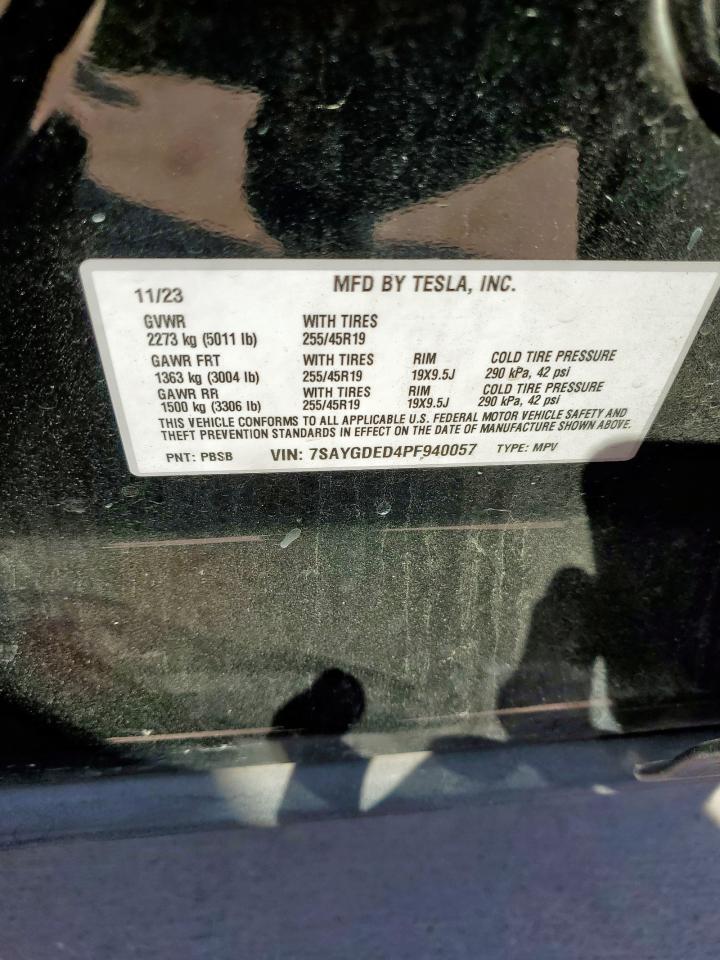 MFD BY TESLA, INC.
11/23
GVWR WITH TIRES
2273 kg (5011 lb) 255/45R19
GAWR FRT WITH TIRES RIM COLD TIRE PRESSURE
1363 kg (3004 lb) 255/45R19 19X9.5J 290 kPa, 42 psi
GAWR RR WITH TIRES RIM COLD TIRE PRESSURE
1500 kg (3306 lb) 255/45R19 19X9.5J 290 kPa, 42 psi
THIS VEHICLE CONFORMS TO ALL APPLICABLE U.S. FEDERAL MOTOR VEHICLE SAFETY AND
THEFT PREVENTION STANDARDS IN EFFECT ON THE DATE OF MANUFACTURE SHOWN ABOVE.
PNT: PBSB VIN: 7SAYGDED4PF940057 TYPE: MPV